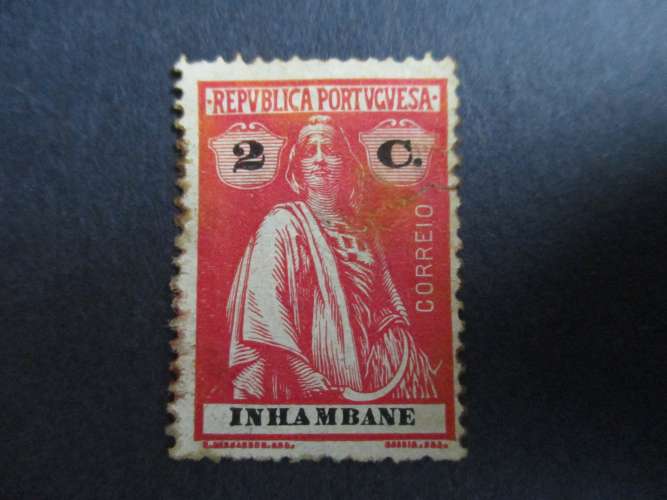 ·REPVBLICA PORTVGVESA·
2 C.
CORREIO
INHAMBANE